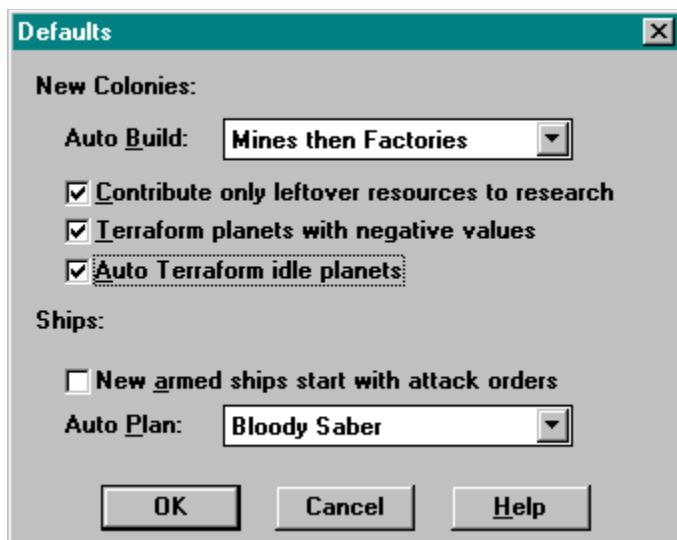 Defaults
New Colonies:
Auto Build: Mines then Factories
Contribute only leftover resources to research
Terraform planets with negative values
Auto Terraform idle planets
Ships:
New armed ships start with attack orders
Auto Plan: Bloody Saber
OK Cancel Help